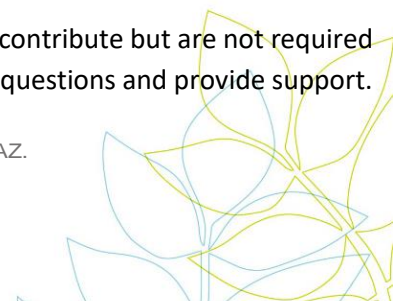 contribute but are not required
questions and provide support.
AZ.